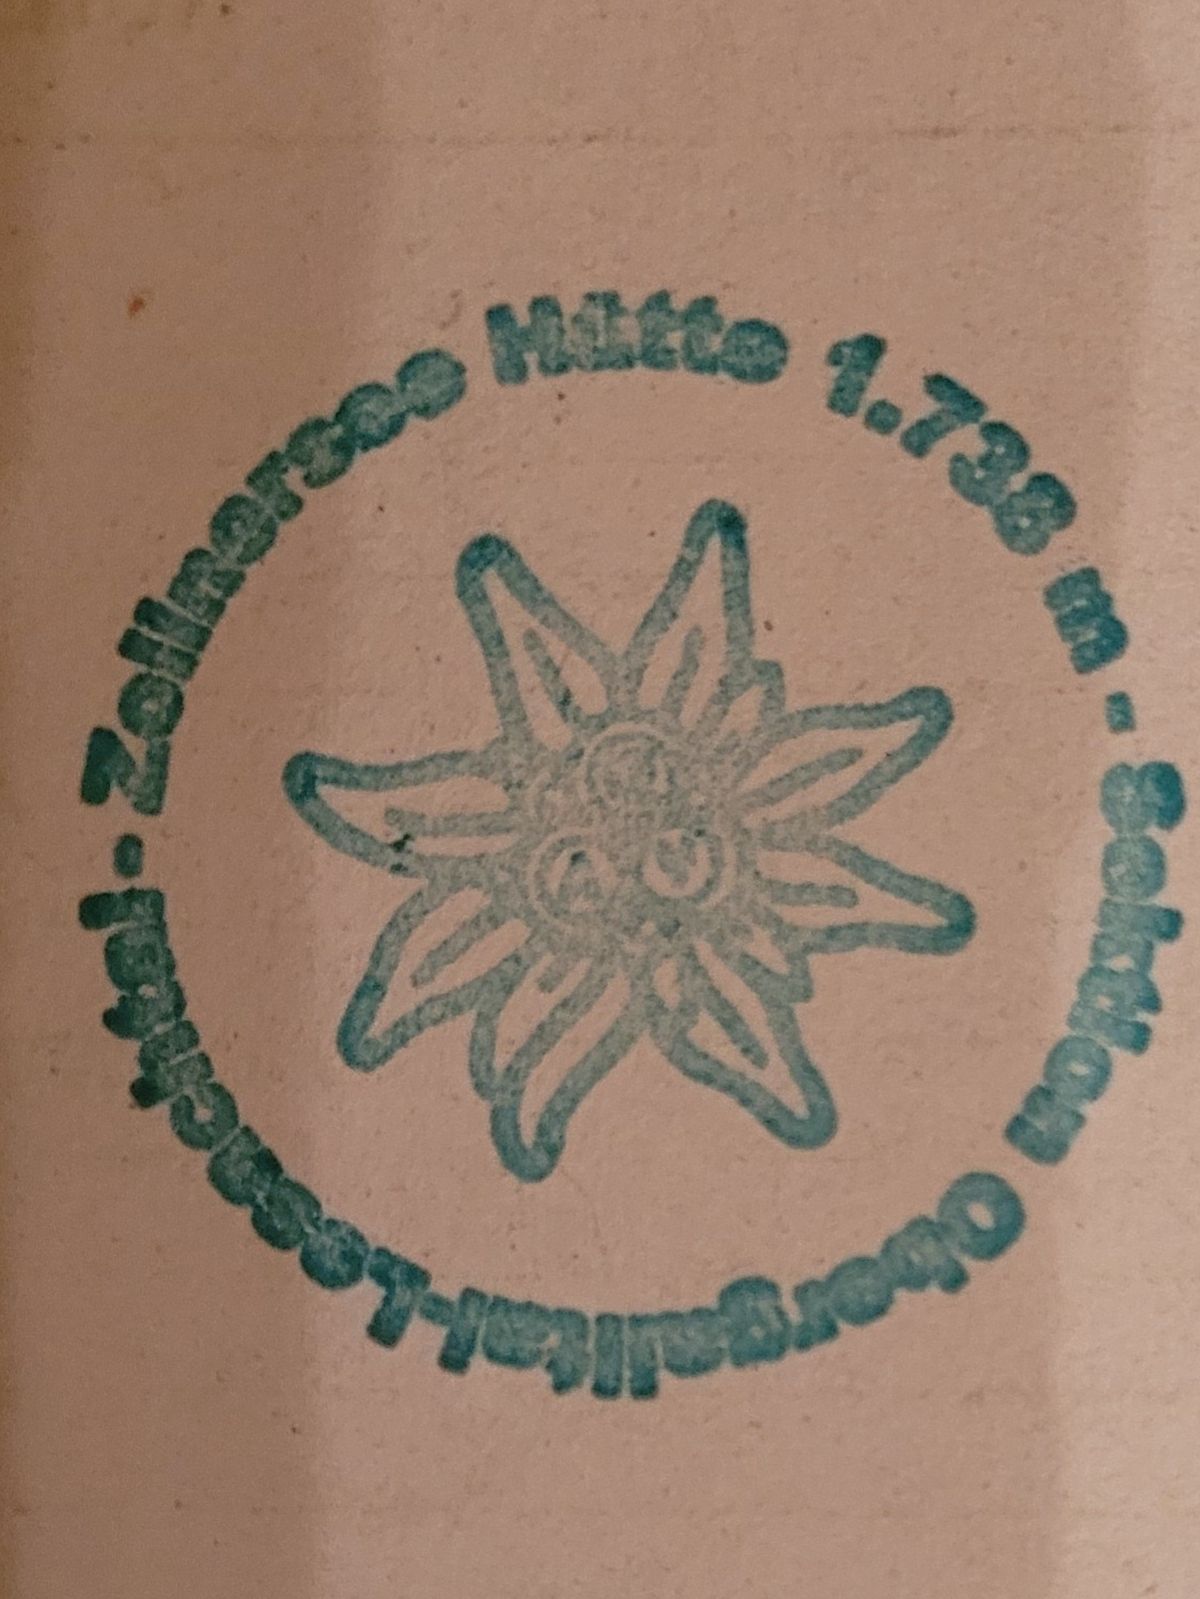 Zollnersee Hütte 1.738 m - Sektion Obergailtal-Lesachtal -